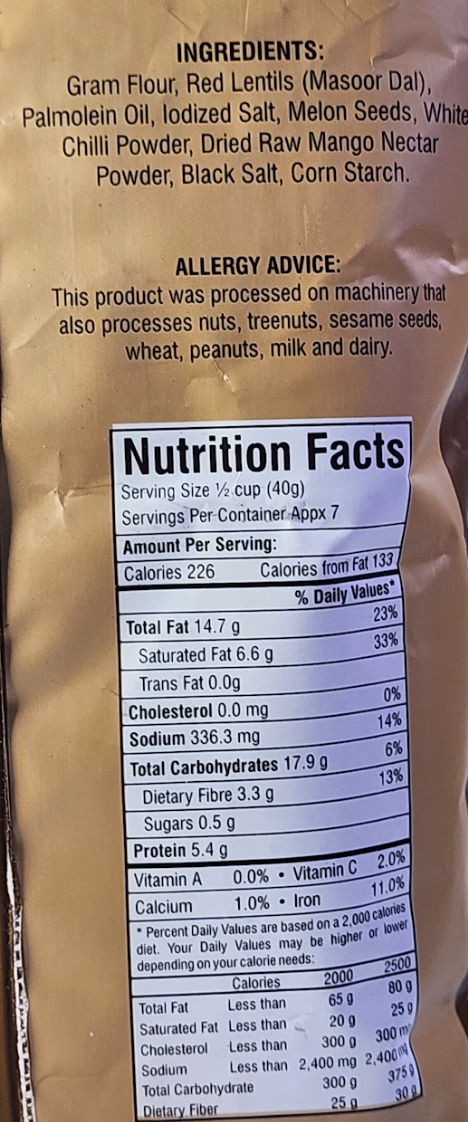 INGREDIENTS:
Gram Flour, Red Lentils (Masoor Dal),
Palmolein Oil, Iodized Salt, Melon Seeds, White
Chilli Powder, Dried Raw Mango Nectar
Powder, Black Salt, Corn Starch.
ALLERGY ADVICE:
This product was processed on machinery that
also processes nuts, treenuts, sesame seeds,
wheat, peanuts, milk and dairy.
Nutrition Facts
Serving Size ½ cup (40g)
Servings Per Container Appx 7
Amount Per Serving:
Calories 226 Calories from Fat 133
% Daily Values*
Total Fat 14.7 g 23%
Saturated Fat 6.6 g 33%
Trans Fat 0.0g
Cholesterol 0.0 mg 0%
Sodium 336.3 mg 14%
Total Carbohydrates 17.9 g 6%
Dietary Fibre 3.3 g 13%
Sugars 0.5 g
Protein 5.4 g
Vitamin A 0.0% • Vitamin C 2.0%
Calcium 1.0% • Iron 11.0%
* Percent Daily Values are based on a 2,000 calories
diet. Your Daily Values may be higher or lower
depending on your calorie needs:
Calories 2000 2500
Total Fat Less than 65 g 80 g
Saturated Fat Less than 20 g 25 g
Cholesterol Less than 300 g 300 m
Sodium Less than 2,400 mg 2,400 m
Total Carbohydrate 300 g 375 g
Dietary Fiber 25 g 30 g